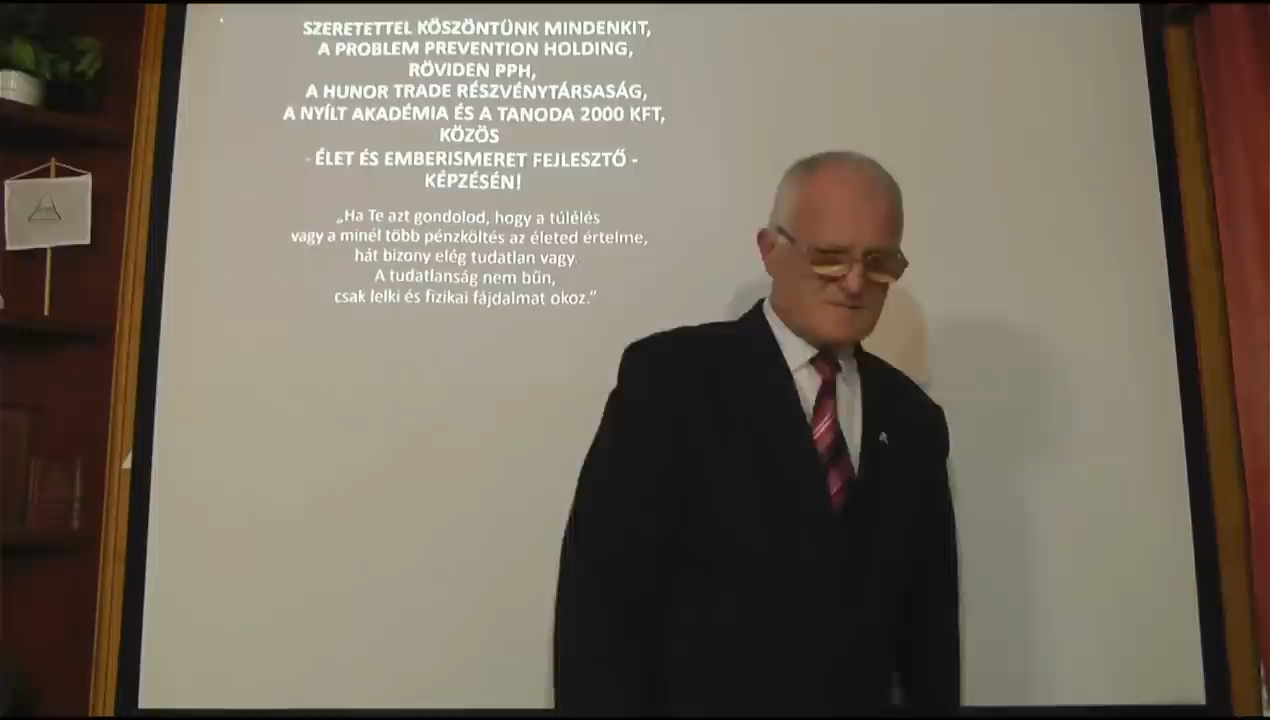 SZERETETTEL KÖSZÖNTÜNK MINDENKIT,
A PROBLEM PREVENTION HOLDING,
RÖVIDEN PPH,
A HUNOR TRADE RÉSZVÉNYTÁRSASÁG,
A NYÍLT AKADÉMIA ÉS A TANODA 2000 KFT,
KÖZÖS
- ÉLET ÉS EMBERISMERET FEJLESZTŐ -
KÉPZÉSÉN!
„Ha Te azt gondolod, hogy a túlélés
vagy a minél több pénzköltés az életed értelme,
hát bizony elég tudatlan vagy.
A tudatlanság nem bűn,
csak lelki és fizikai fájdalmat okoz.”